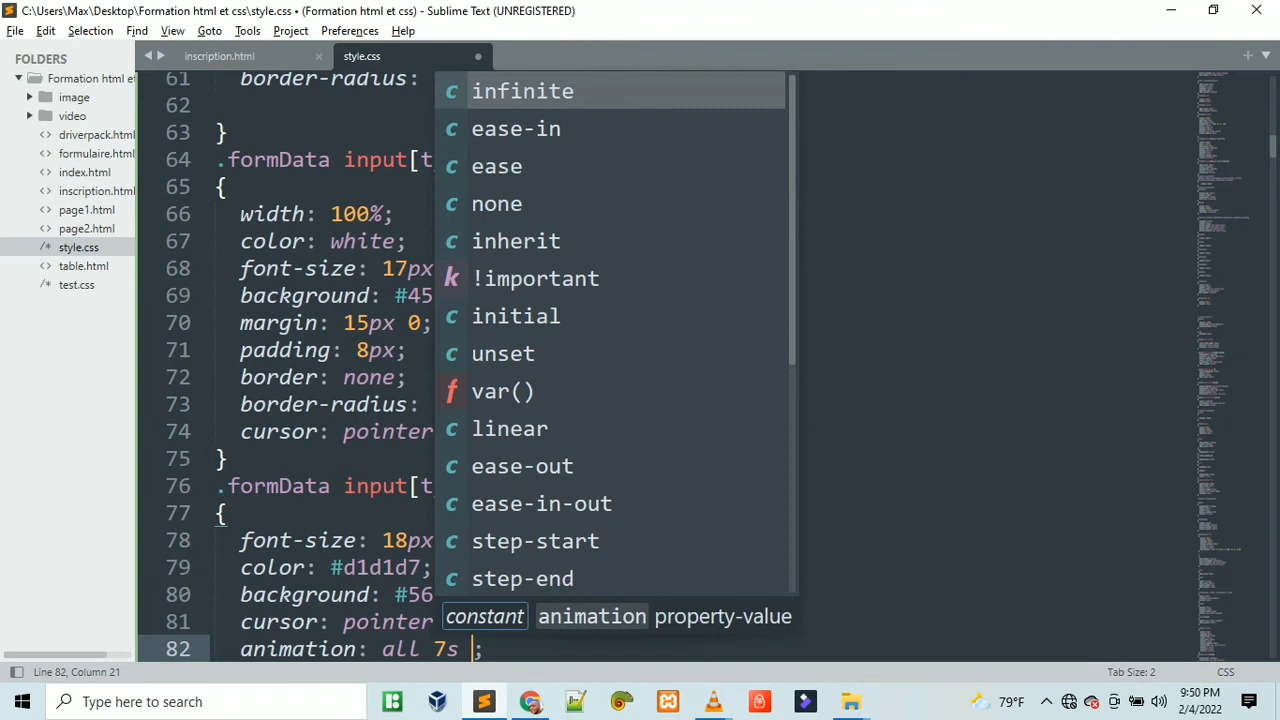 C:\Users\Max\Desktop\Formation html et css\style.css • (Formation html et css) - Sublime Text (UNREGISTERED)
File Edit Selection Find View Goto Tools Project Preferences Help
FOLDERS
Formation html et
image
video
driverpack.html
formulaire.html
index.html
inscription.html
page1.html
page2.html
style.css
table.html
test.css
inscription.html
style.css
61 border-radius:
62
63 }
64 .formData input[t
65 {
66 width: 100%;
67 color: white;
68 font-size: 17px
69 background: #45
70 margin: 15px 0;
71 padding: 8px;
72 border: none;
73 border-radius:
74 cursor: pointer
75 }
76 .formData input[t
77 {
78 font-size: 18px
79 color: #d1d1d7;
80 background: #56
81 cursor: pointer
82 animation: all 7s ;
c infinite
c ease-in
c ease
c none
c inherit
k !important
c initial
c unset
f var()
c linear
c ease-out
c ease-in-out
c step-start
c step-end
constant animation property-value
Line 82, Column 21
Tab Size: 2
CSS
Type here to search
79°F
9:50 PM
2/4/2022